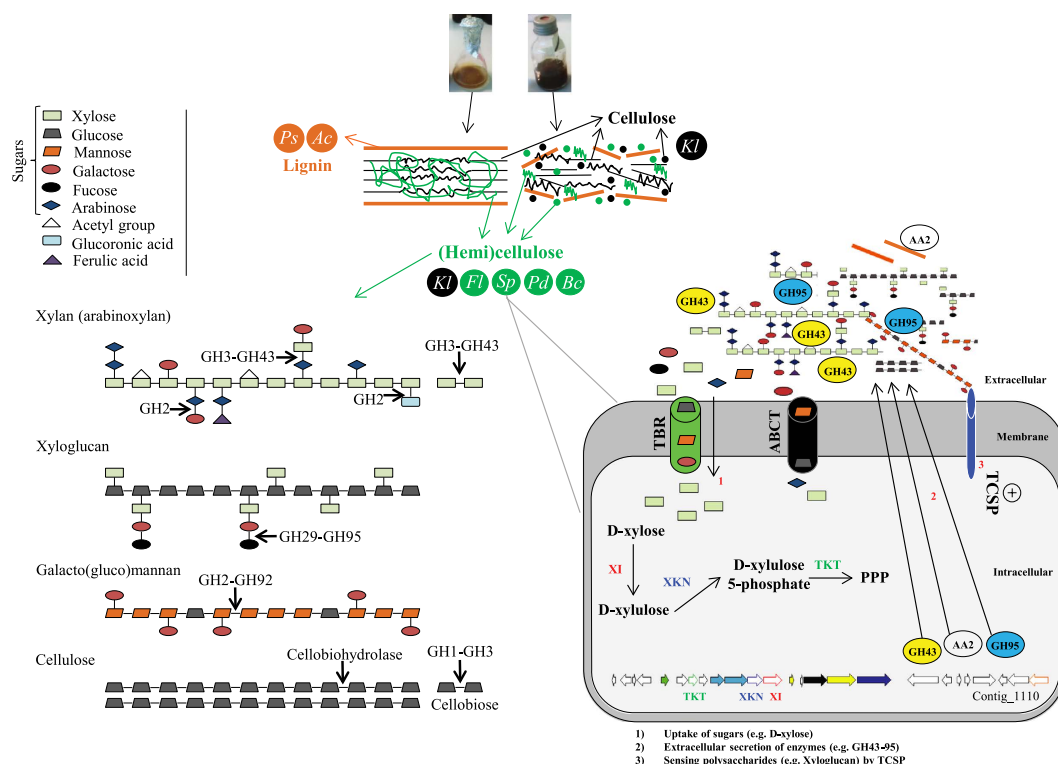 Sugars
Xylose
Glucose
Mannose
Galactose
Fucose
Arabinose
Acetyl group
Glucoronic acid
Ferulic acid
Ps
Ac
Lignin
Cellulose
Kl
(Hemi)cellulose
Kl
Fl
Sp
Pd
Bc
Xylan (arabinoxylan)
GH3-GH43
GH3-GH43
GH2
GH2
Xyloglucan
GH29-GH95
Galacto(gluco)mannan
GH2-GH92
Cellulose
Cellobiohydrolase
GH1-GH3
Cellobiose
AA2
GH95
GH43
GH95
GH43
GH43
Extracellular
TBR
ABCT
Membrane
1
2
3
TCSP
+
Intracellular
D-xylose
XI
D-xylulose
XKN
D-xylulose
5-phosphate
TKT
PPP
GH43
AA2
GH95
TKT
XKN
XI
Contig_1110
1) Uptake of sugars (e.g. D-xylose)
2) Extracellular secretion of enzymes (e.g. GH43-95)
3) Sensing polysaccharides (e.g. Xyloglucan) by TCSP